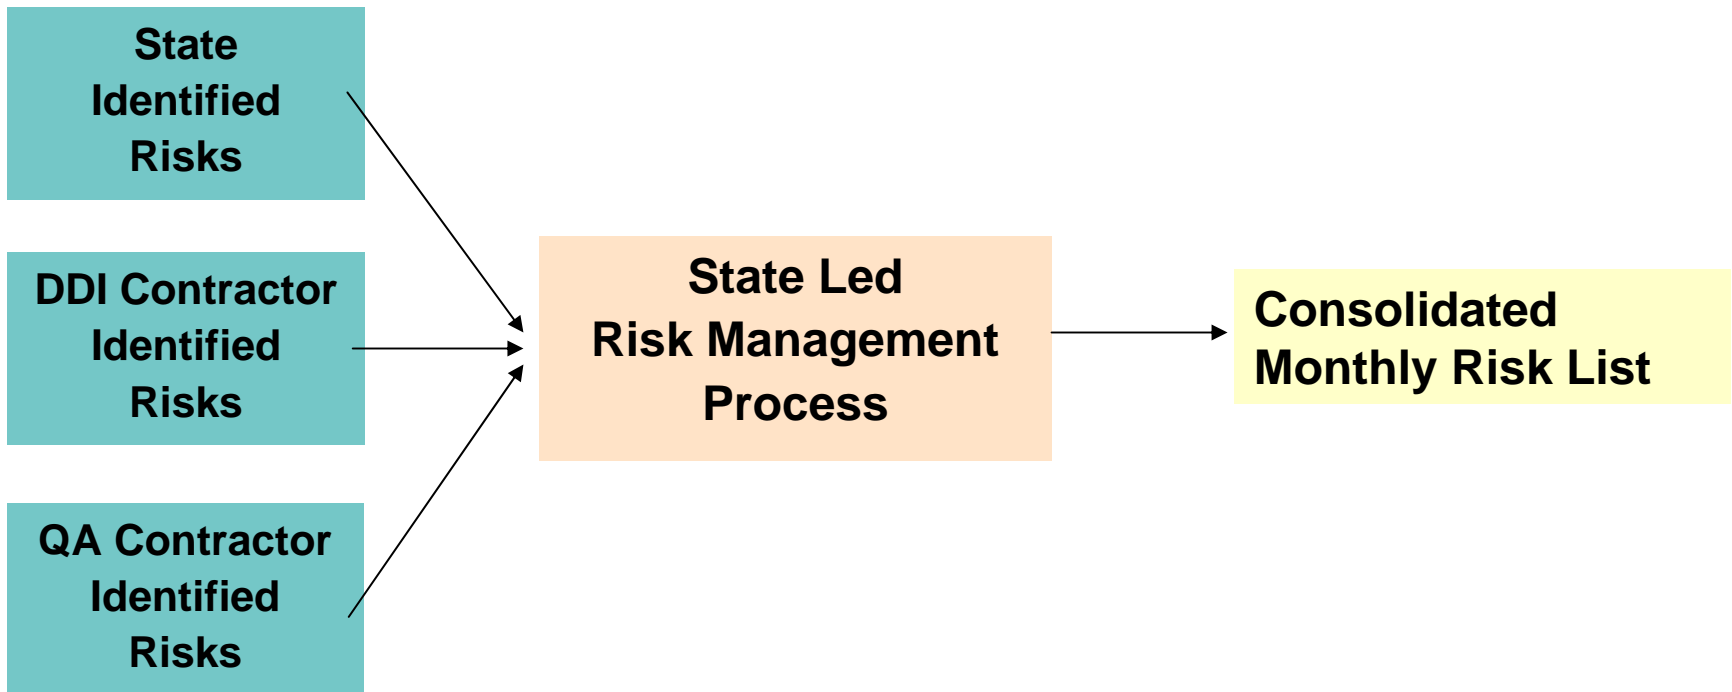 State
Identified
Risks
DDI Contractor
Identified
Risks
QA Contractor
Identified
Risks
State Led
Risk Management
Process
Consolidated
Monthly Risk List